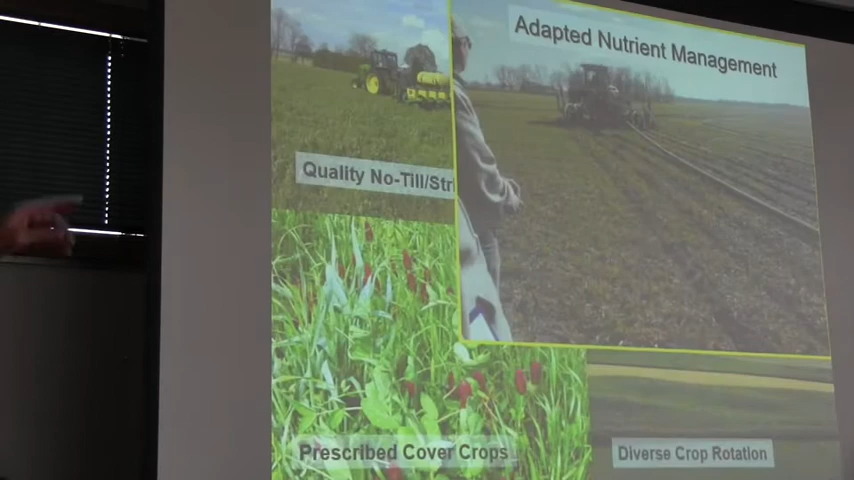 Adapted Nutrient Management
Quality No-Till/Str
Prescribed Cover Crops
Diverse Crop Rotation